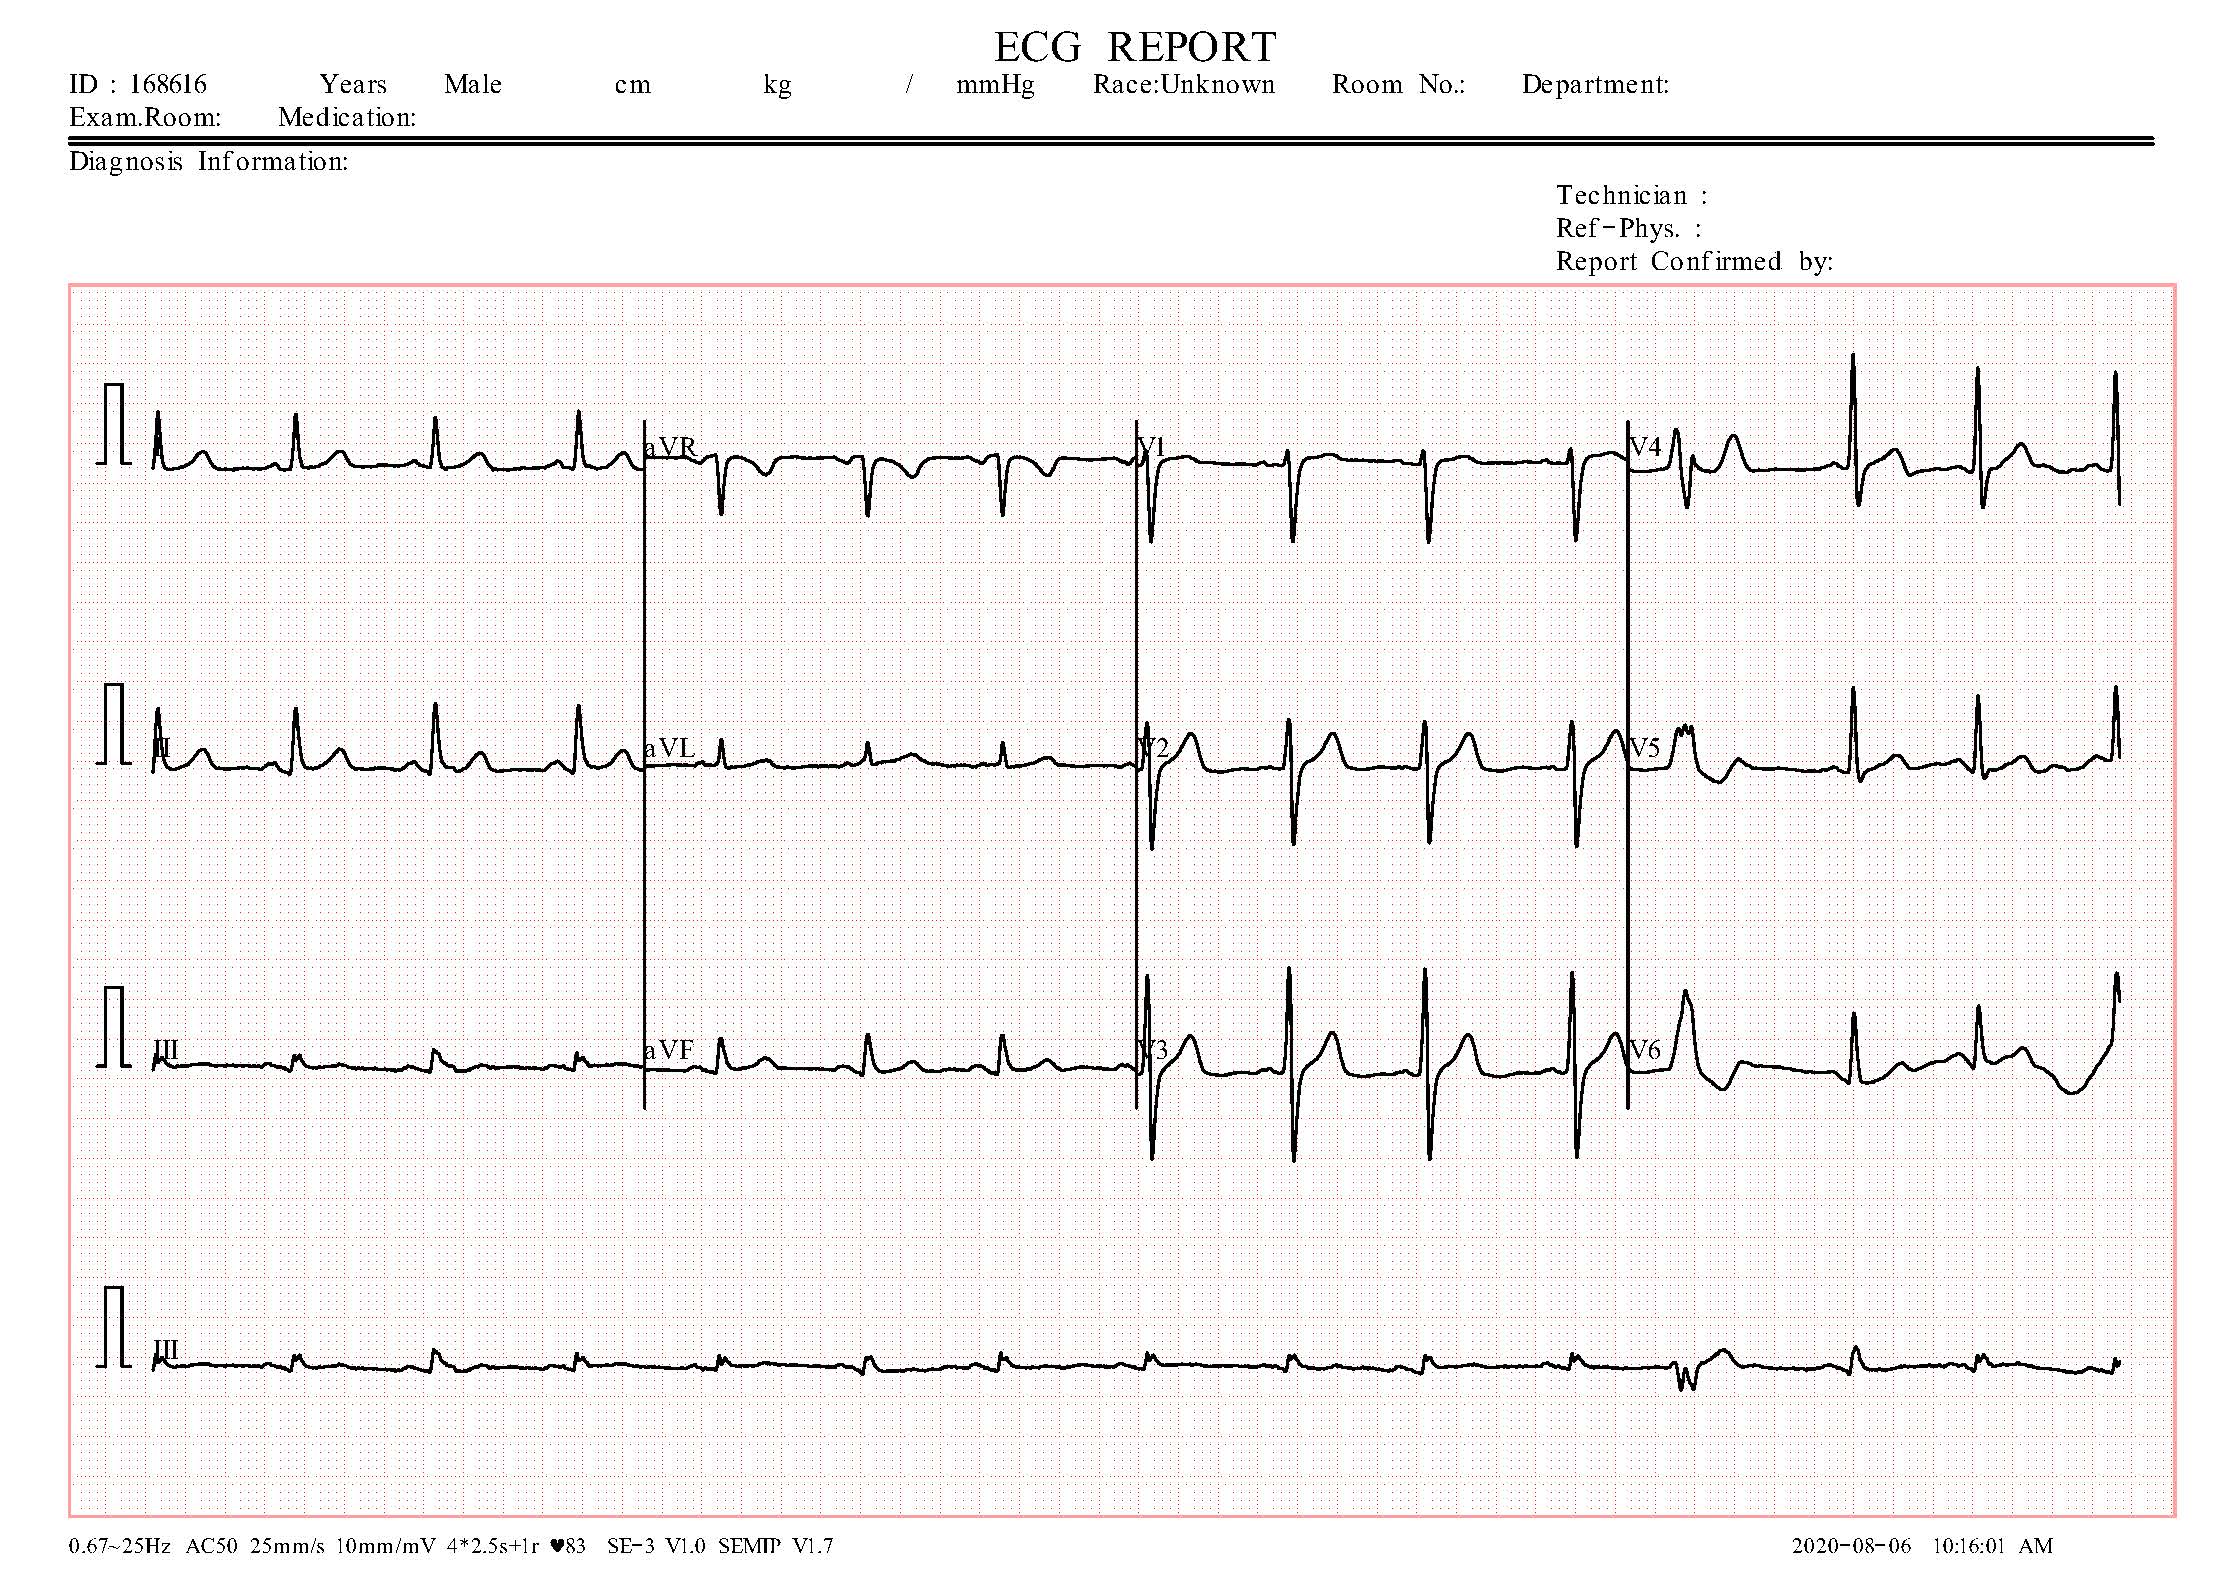 ECG REPORT
ID : 168616 Years Male cm kg / mmHg Race:Unknown Room No.: Department:
Exam.Room: Medication:
Diagnosis Information:
Technician :
Ref-Phys. :
Report Confirmed by:
aVR V1 V4
II aVL V2 V5
III aVF V3 V6
III
0.67~25Hz AC50 25mm/s 10mm/mV 4*2.5s+1r ♥83 SE-3 V1.0 SEMIP V1.7 2020-08-06 10:16:01 AM